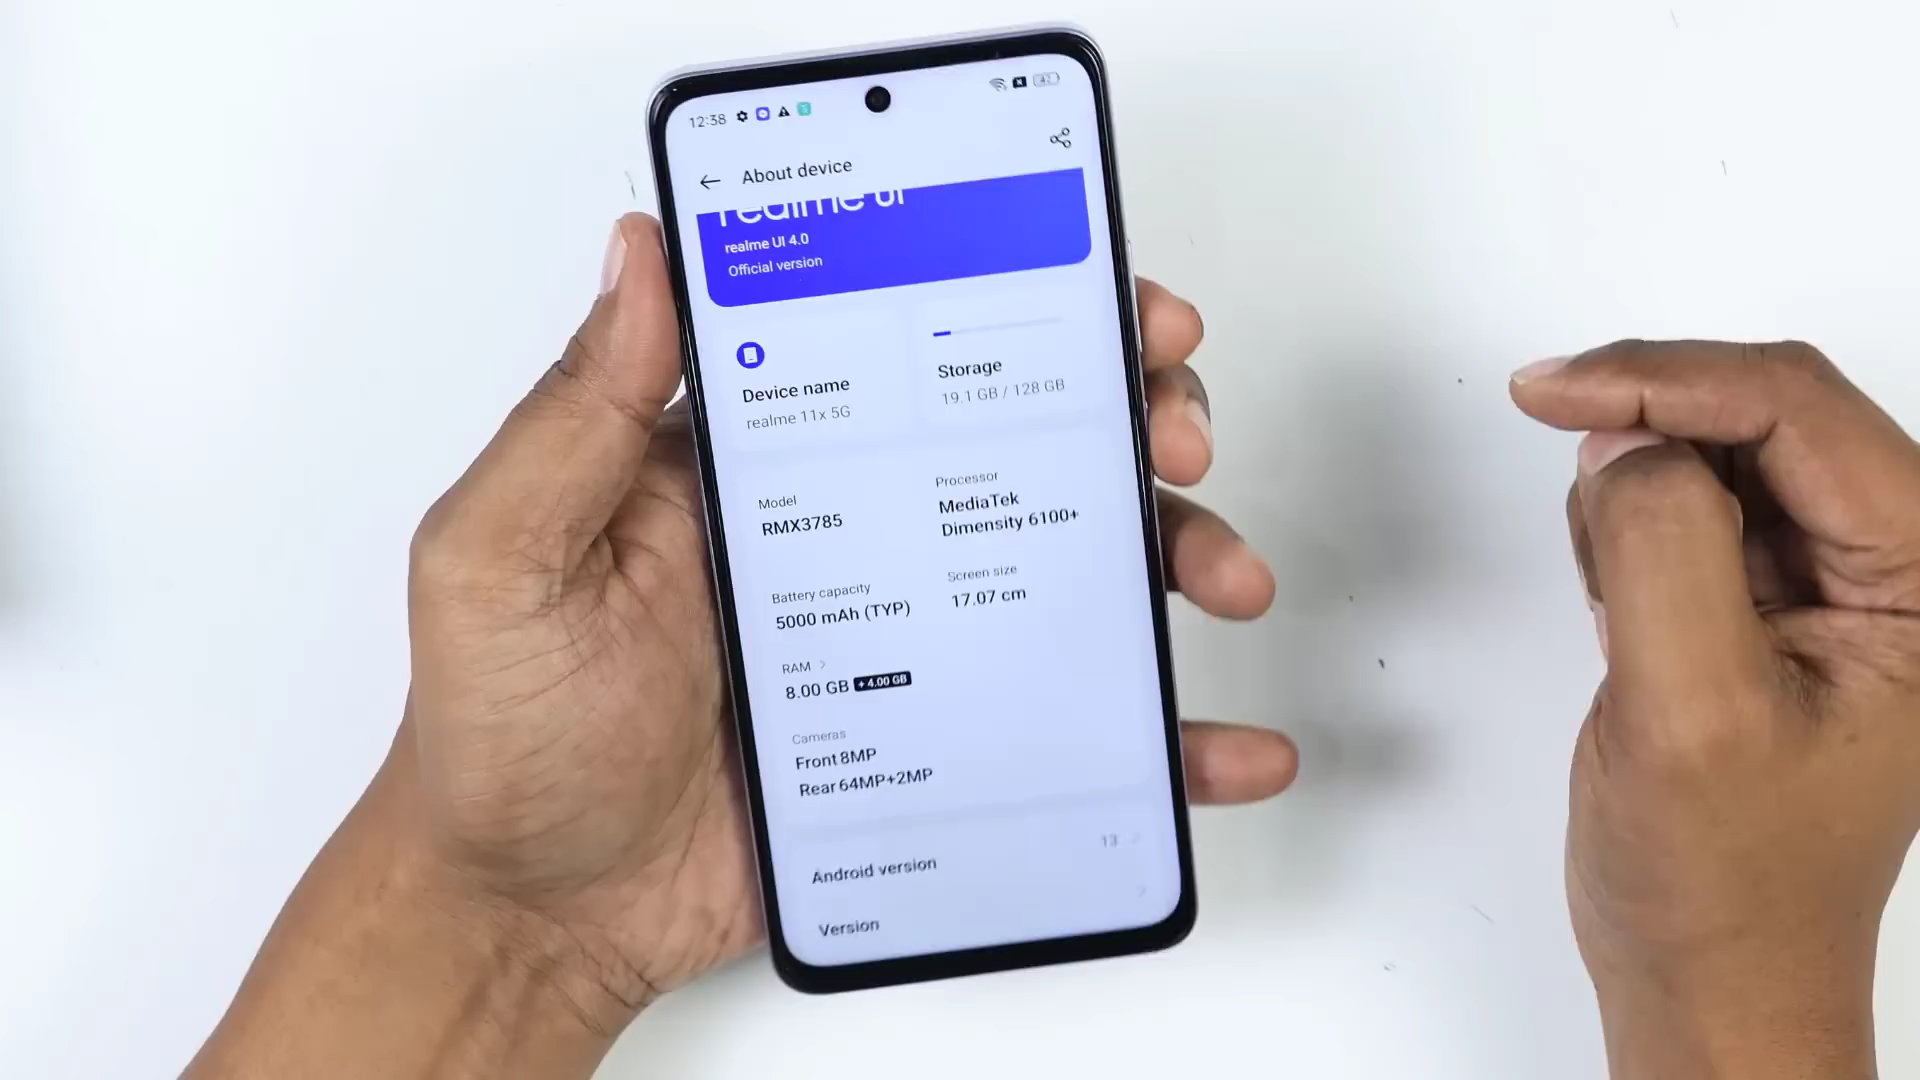 12:38
About device
realme UI
realme UI 4.0
Official version
Device name
realme 11x 5G
Storage
19.1 GB / 128 GB
Model
RMX3785
Processor
MediaTek
Dimensity 6100+
Battery capacity
5000 mAh (TYP)
Screen size
17.07 cm
RAM
8.00 GB + 4.00 GB
Cameras
Front 8MP
Rear 64MP+2MP
Android version 13
Version